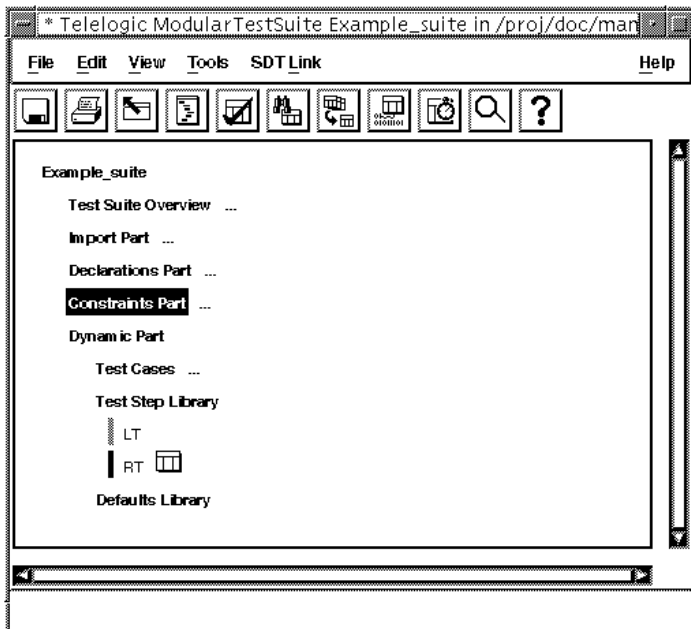 * Telelogic ModularTestSuite Example_suite in /proj/doc/man
File Edit View Tools SDT Link Help
Example_suite
Test Suite Overview ...
Import Part ...
Declarations Part ...
Constraints Part ...
Dynamic Part
Test Cases ...
Test Step Library
LT
RT
Defaults Library